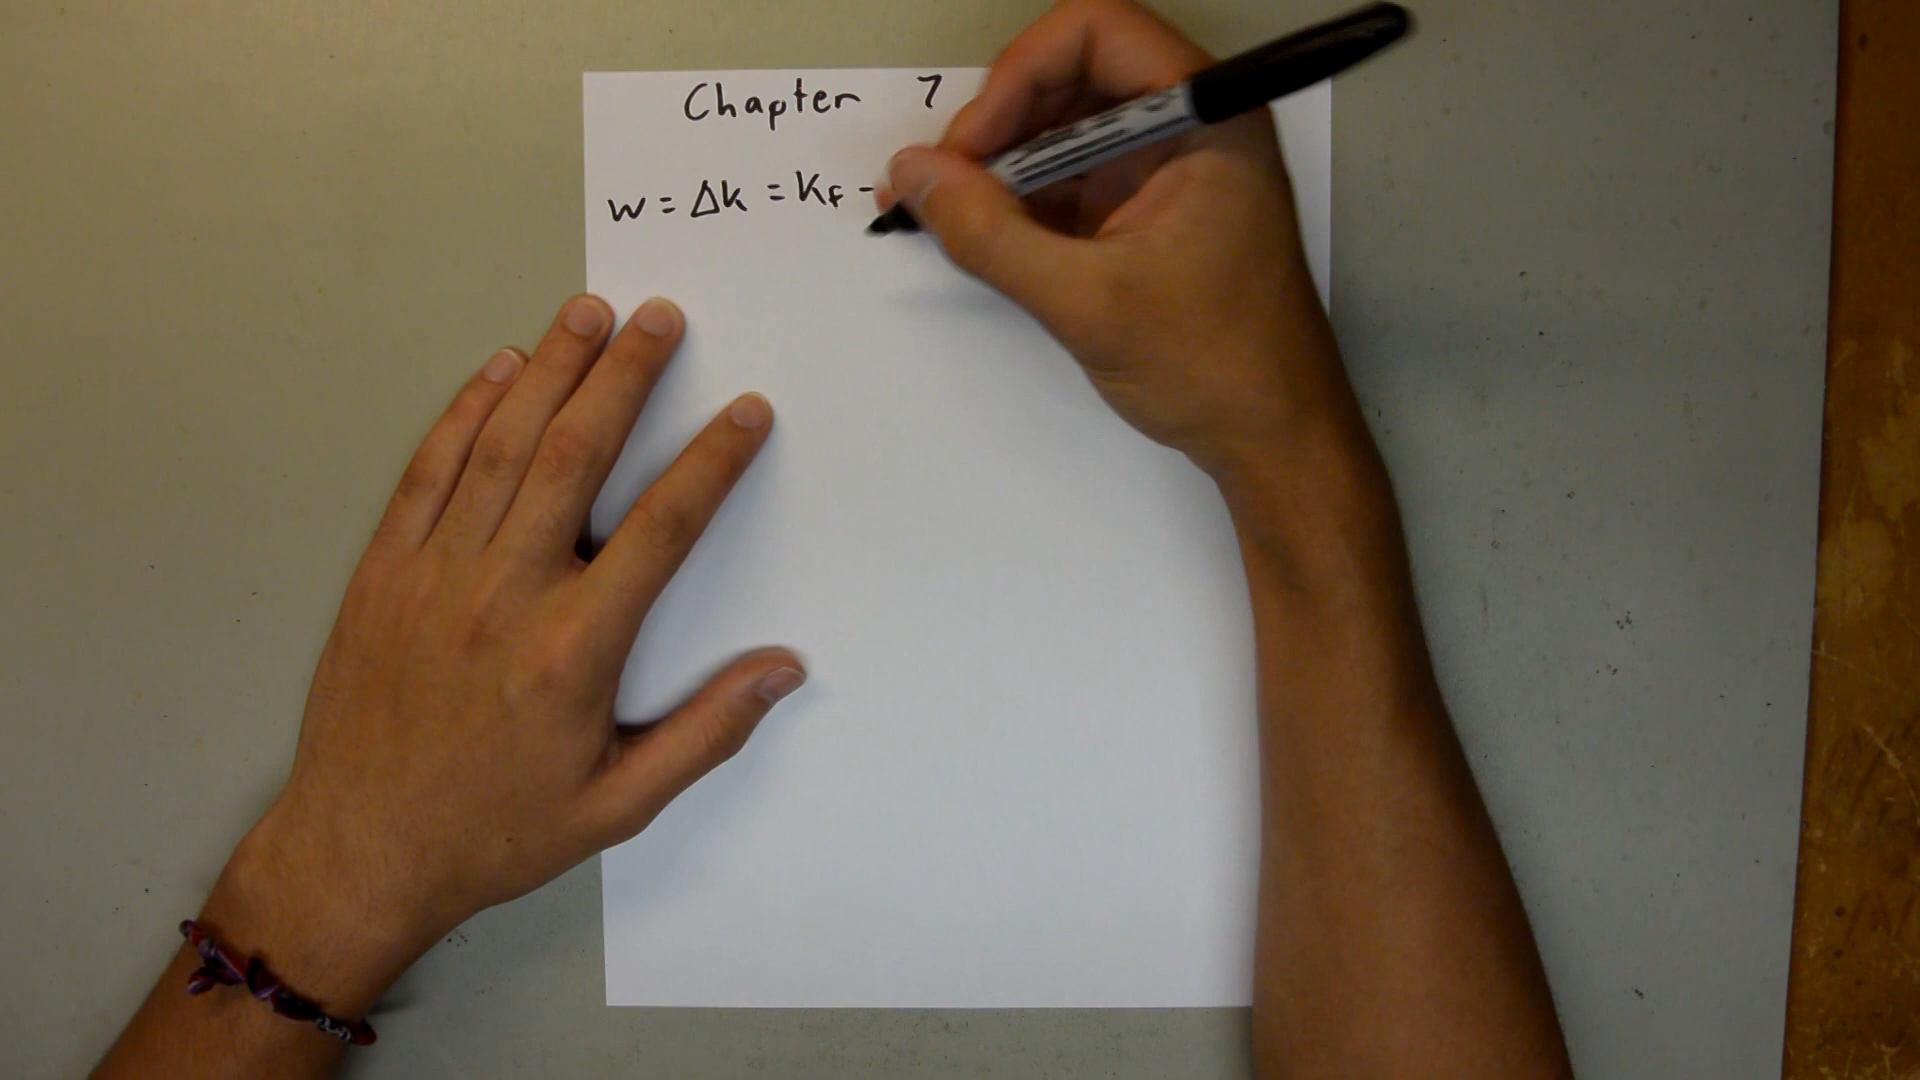 Chapter 7
W = Δk = Kf -